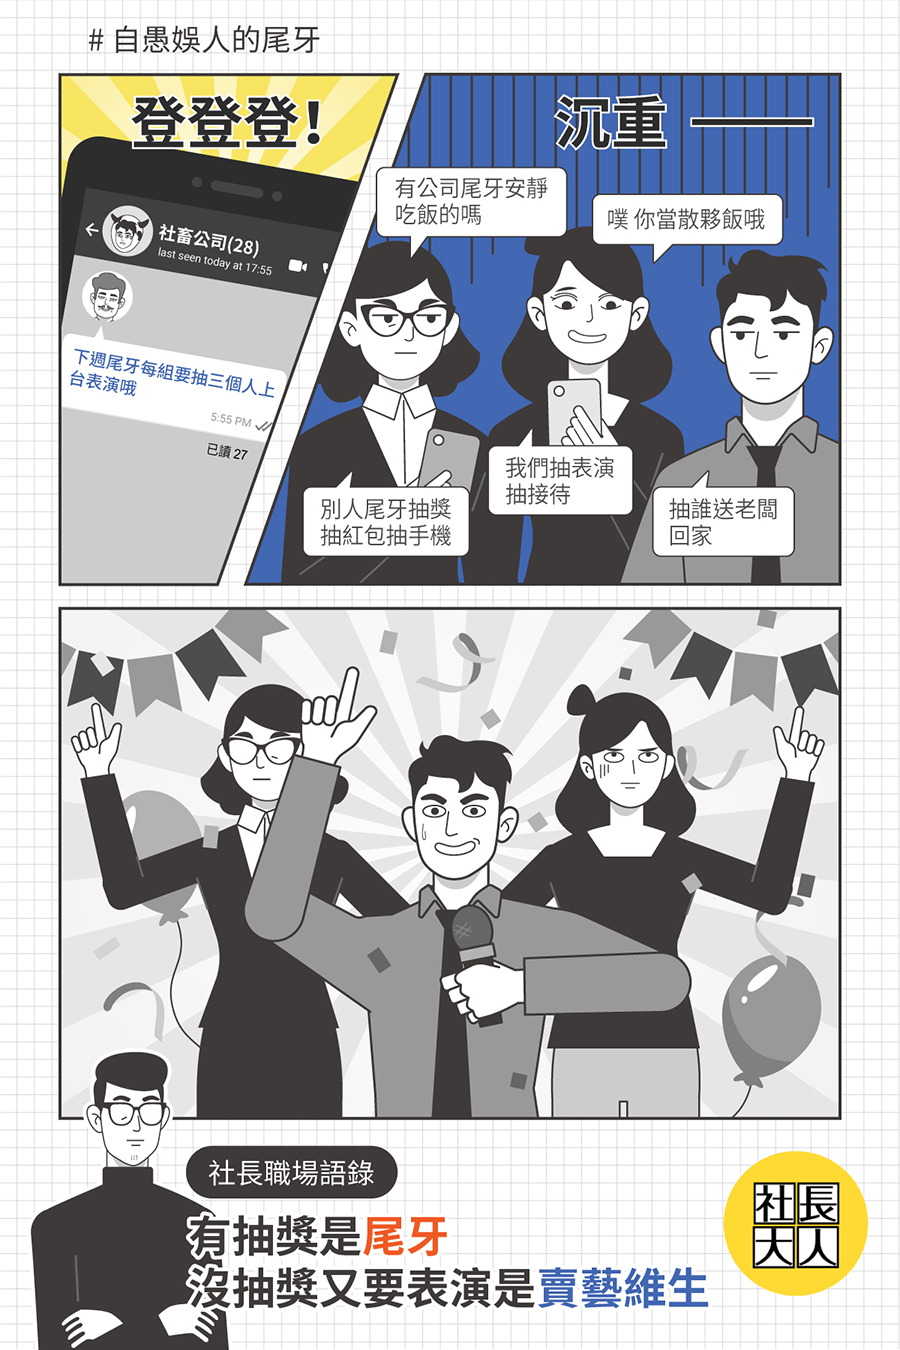 # 自愚娛人的尾牙
登登登！
社畜公司(28)
last seen today at 17:55
下週尾牙每組要抽三個人上
台表演哦
5:55 PM
已讀 27
沉重 ——
有公司尾牙安靜
吃飯的嗎
噗 你當散夥飯哦
別人尾牙抽獎
抽紅包抽手機
我們抽表演
抽接待
抽誰送老闆
回家
社長職場語錄
有抽獎是尾牙
沒抽獎又要表演是賣藝維生
社長
大人